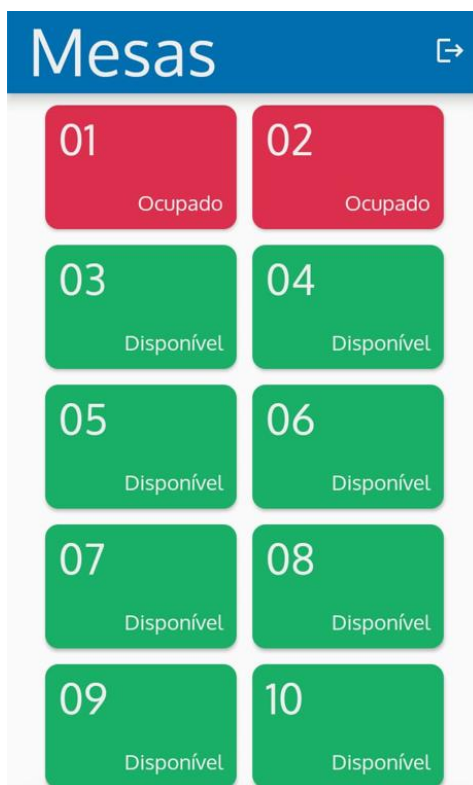 Mesas
01
02
Ocupado
Ocupado
03
04
Disponível
Disponível
05
06
Disponível
Disponível
07
08
Disponível
Disponível
09
10
Disponível
Disponível